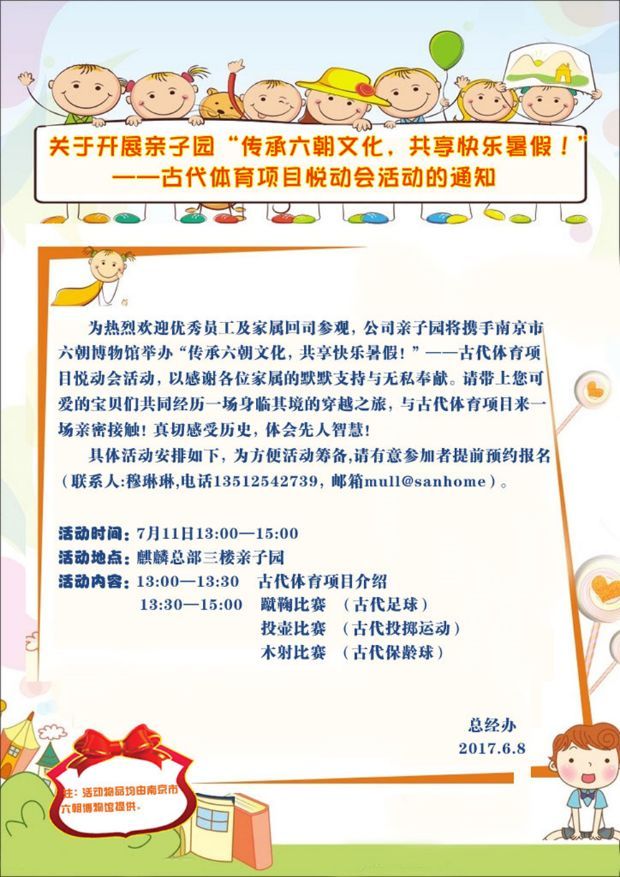 关于开展亲子园“传承六朝文化，共享快乐暑假！”
——古代体育项目悦动会活动的通知
为热烈欢迎优秀员工及家属回司参观，公司亲子园将携手南京市
六朝博物馆举办“传承六朝文化，共享快乐暑假！”——古代体育项
目悦动会活动，以感谢各位家属的默默支持与无私奉献。请带上您可
爱的宝贝们共同经历一场身临其境的穿越之旅，与古代体育项目来一
场亲密接触！真切感受历史，体会先人智慧！
具体活动安排如下，为方便活动筹备,请有意参加者提前预约报名
（联系人:穆琳琳,电话13512542739，邮箱mull@sanhome）。
活动时间：7月11日13:00—15:00
活动地点：麒麟总部三楼亲子园
活动内容：13:00—13:30 古代体育项目介绍
13:30—15:00 蹴鞠比赛 （古代足球）
投壶比赛 （古代投掷运动）
木射比赛 （古代保龄球）
总经办
2017.6.8
注：活动物品均由南京市
六朝博物馆提供。